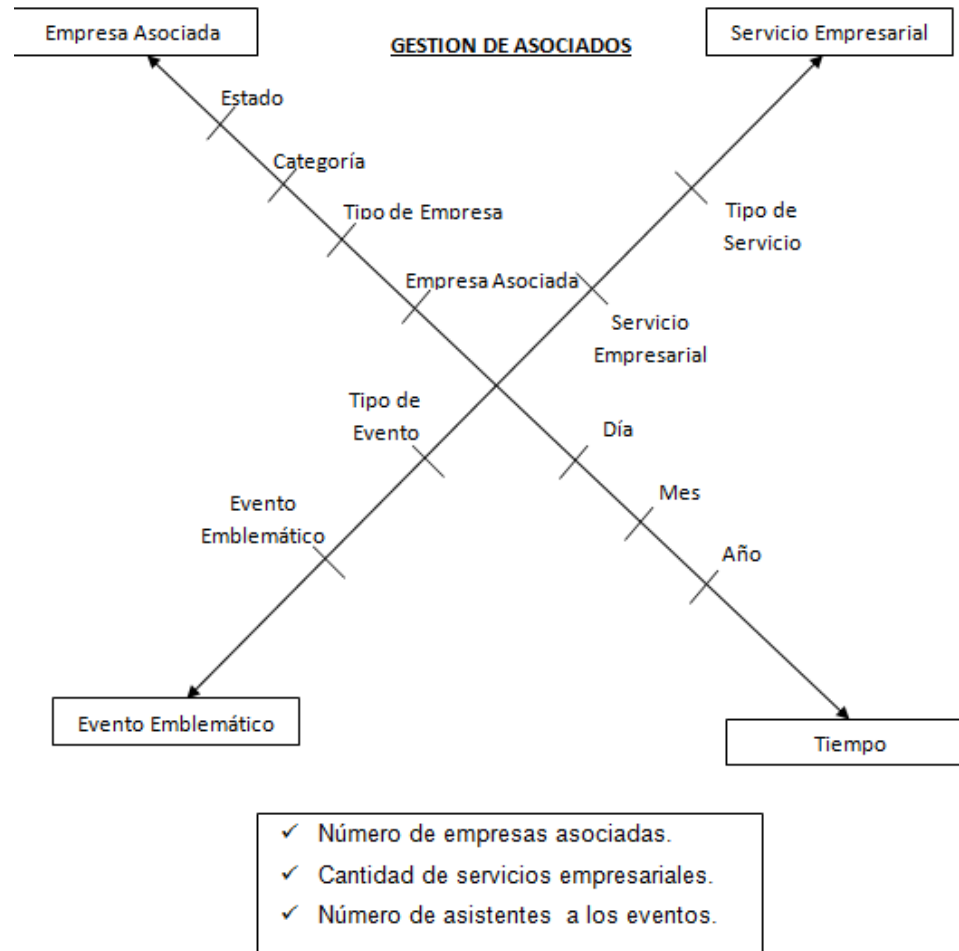 Empresa Asociada
GESTION DE ASOCIADOS
Servicio Empresarial
Estado
Categoría
Tipo de Empresa
Empresa Asociada
Tipo de
Servicio
Servicio
Empresarial
Tipo de
Evento
Evento
Emblemático
Día
Mes
Año
Evento Emblemático
Tiempo
✓ Número de empresas asociadas.
✓ Cantidad de servicios empresariales.
✓ Número de asistentes a los eventos.